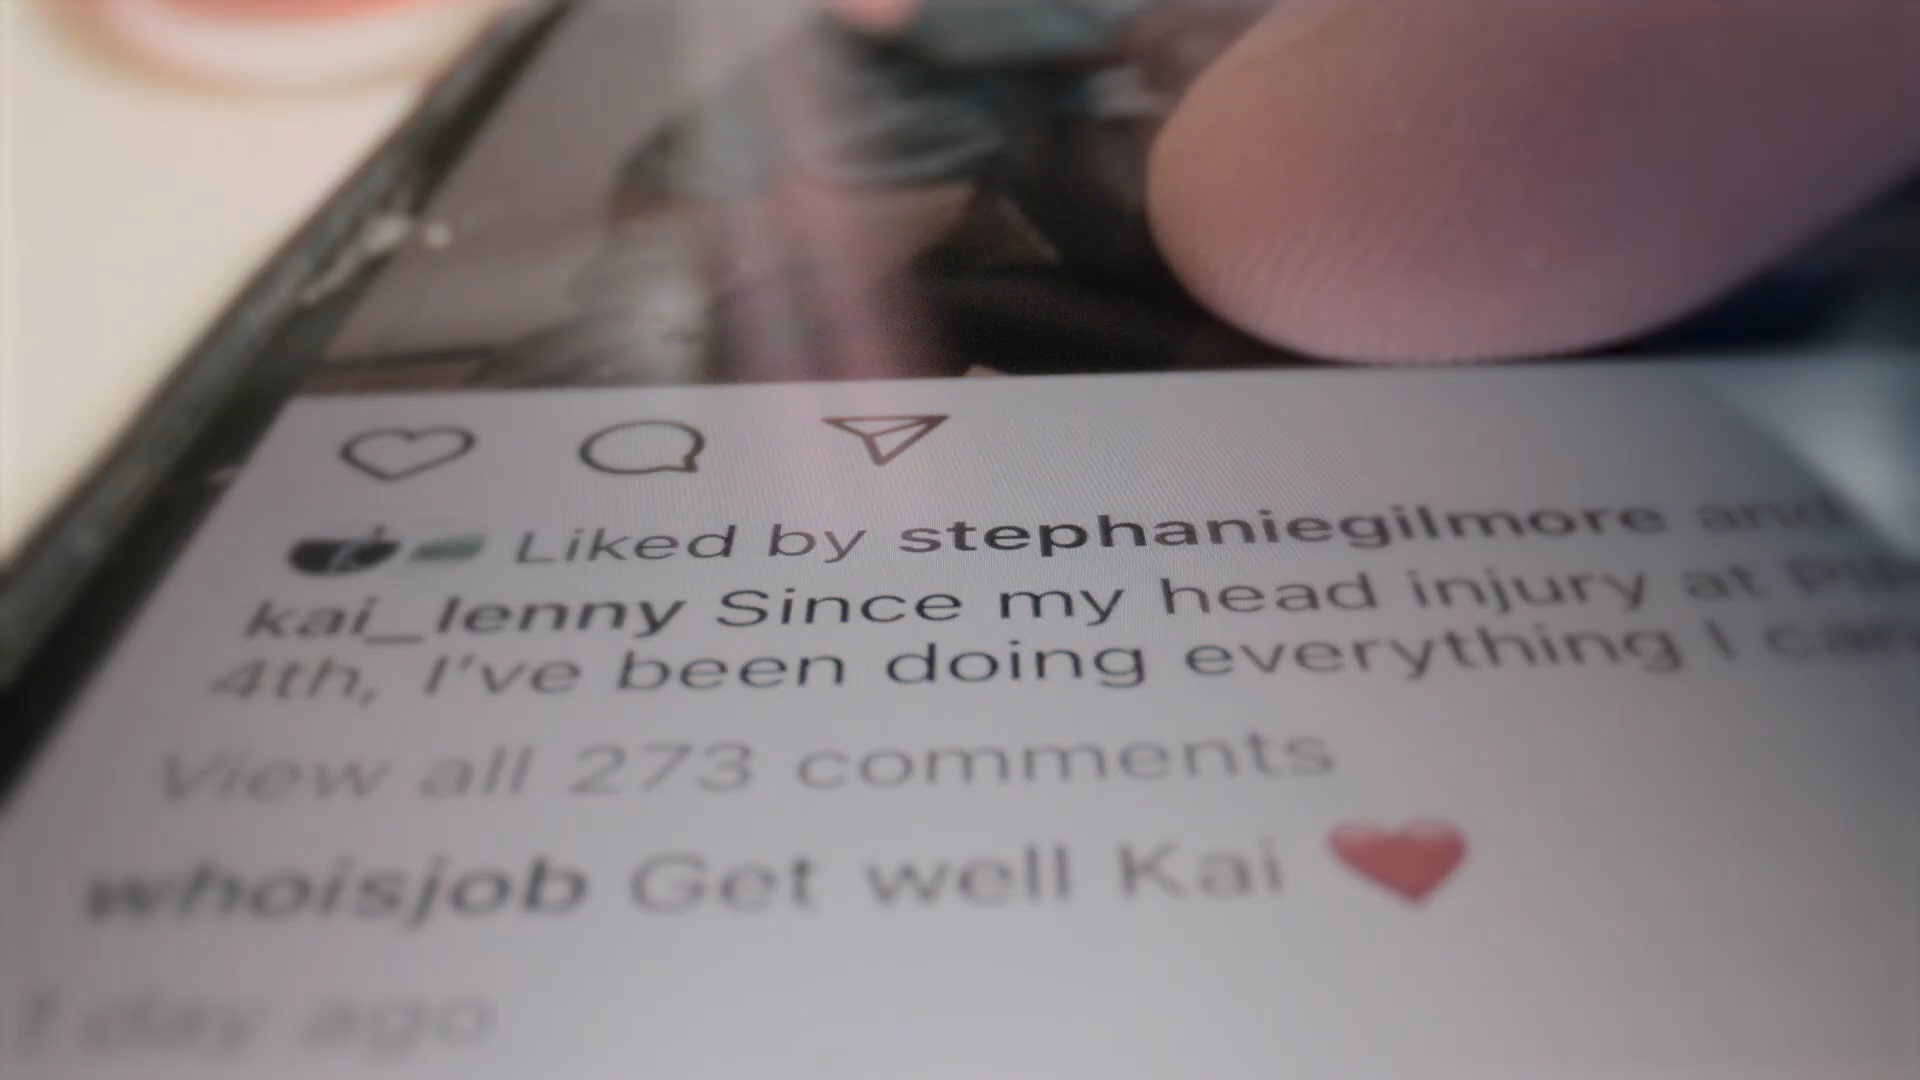 Liked by stephaniegilmore and
kai_lenny Since my head injury at
4th, I've been doing everything I can
View all 273 comments
whoisjob Get well Kai ❤️
1 day ago